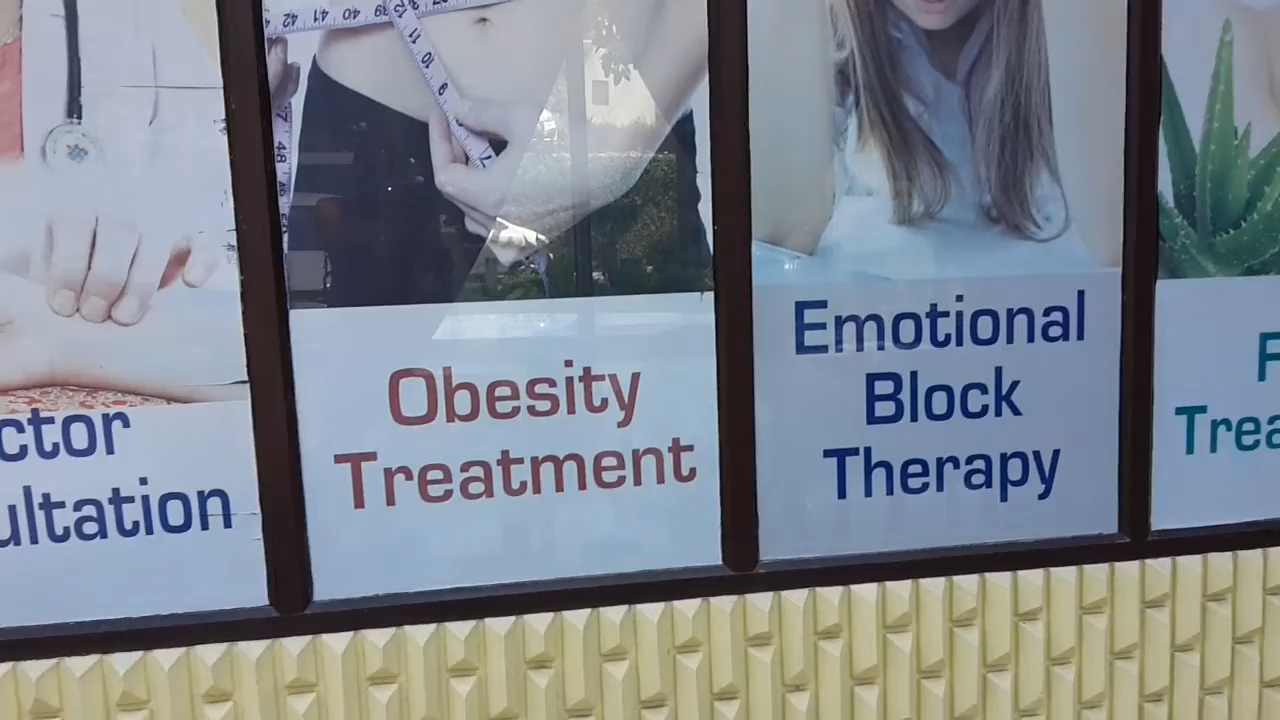 ctor
ultation
Obesity
Treatment
Emotional
Block
Therapy
Trea